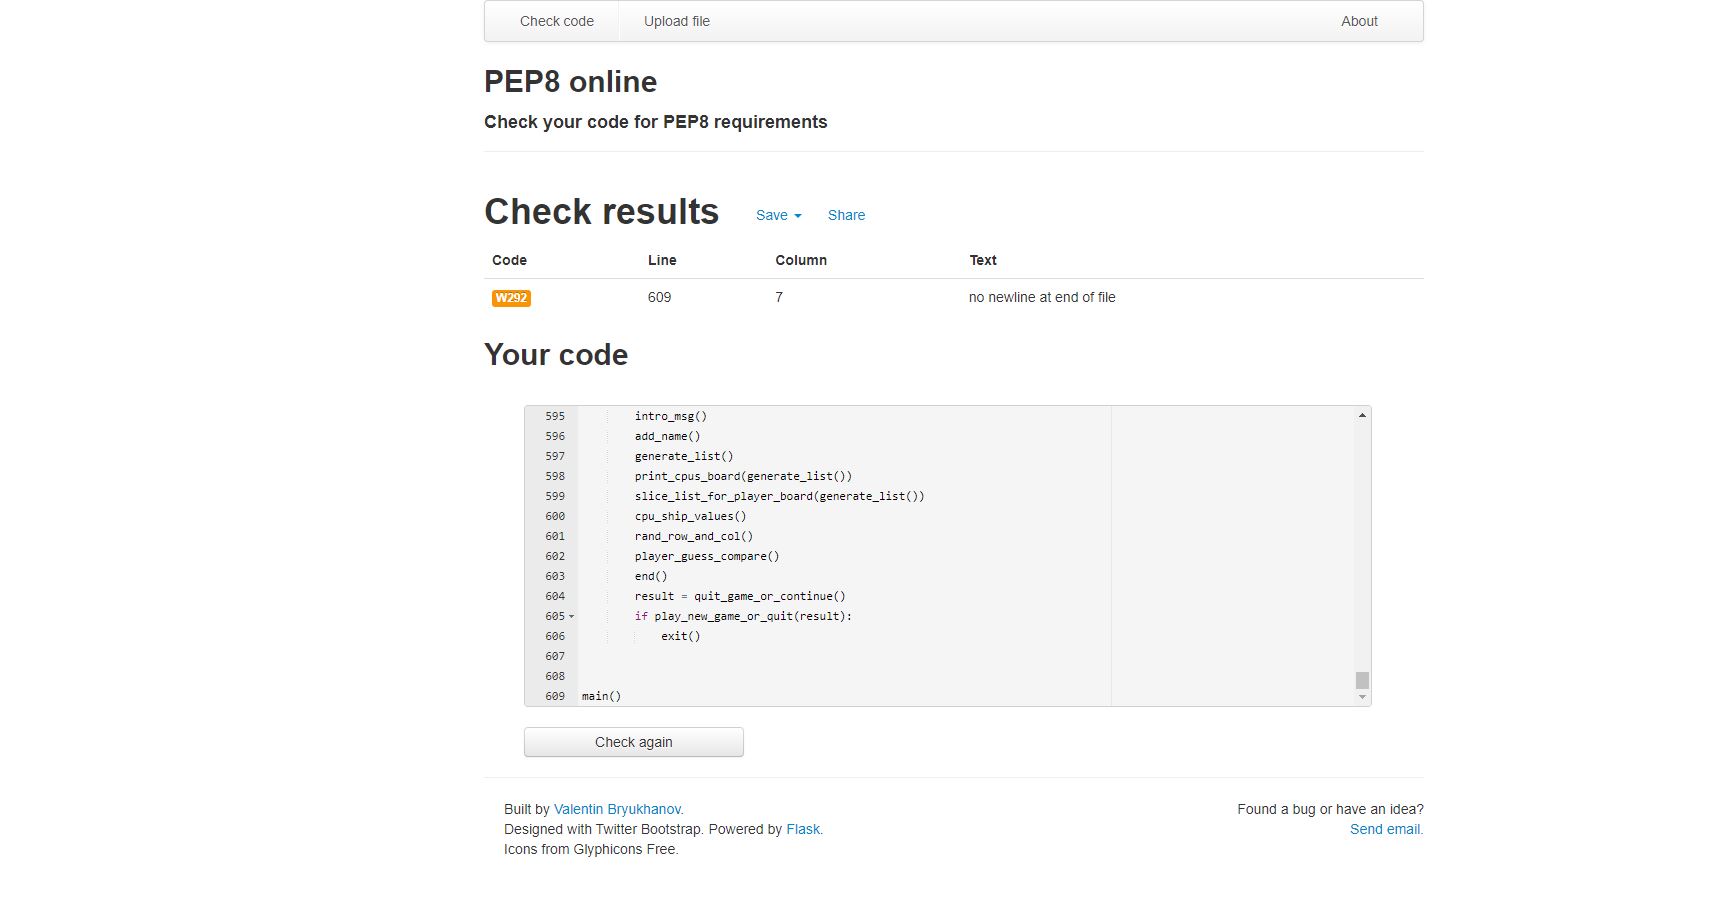 Check code Upload file About
PEP8 online
Check your code for PEP8 requirements
Check results Save Share
Code Line Column Text
W292 609 7 no newline at end of file
Your code
595 intro_msg()
596 add_name()
597 generate_list()
598 print_cpus_board(generate_list())
599 slice_list_for_player_board(generate_list())
600 cpu_ship_values()
601 rand_row_and_col()
602 player_guess_compare()
603 end()
604 result = quit_game_or_continue()
605 if play_new_game_or_quit(result):
606 exit()
607
608
609 main()
Check again
Built by Valentin Bryukhanov. Found a bug or have an idea?
Designed with Twitter Bootstrap. Powered by Flask. Send email.
Icons from Glyphicons Free.